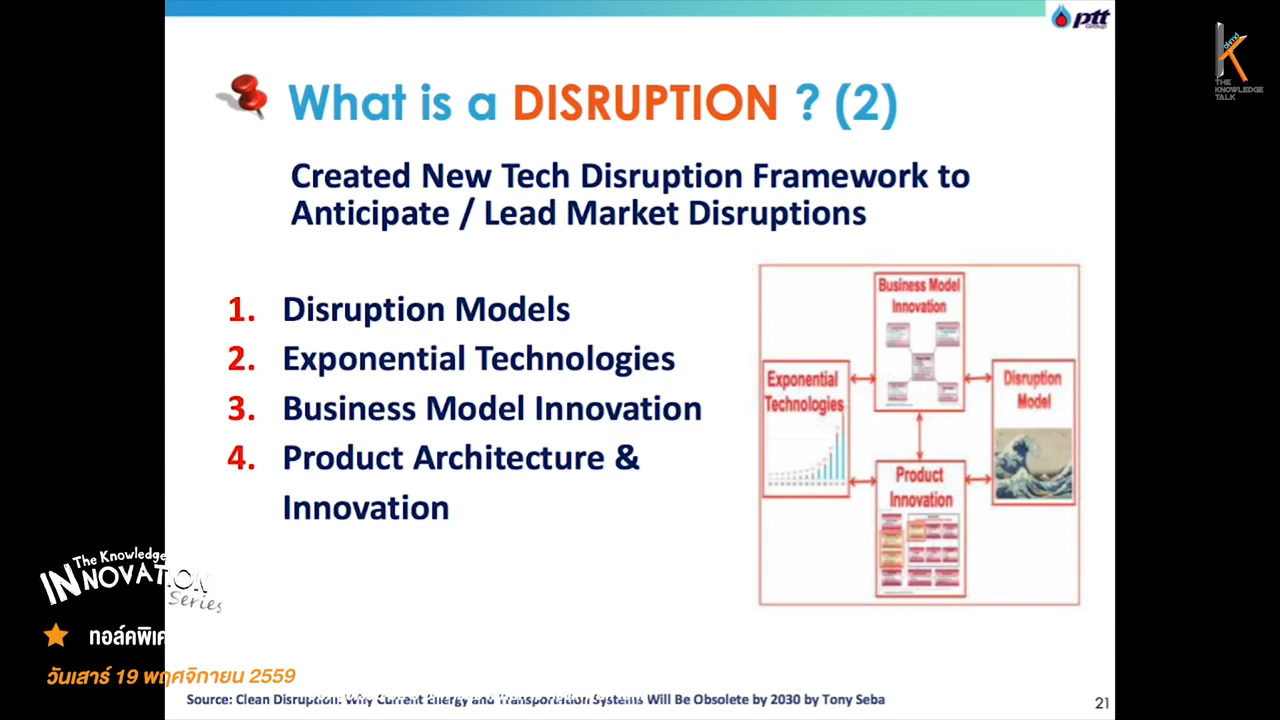 ptt
Group
THE
KNOWLEDGE
TALK
What is a DISRUPTION ? (2)
Created New Tech Disruption Framework to
Anticipate / Lead Market Disruptions
1. Disruption Models
2. Exponential Technologies
3. Business Model Innovation
4. Product Architecture &
Innovation
Business Model
Innovation
Exponential
Technologies
Disruption
Model
Product
Innovation
The Knowledge
INNOVATION
Series
ทอล์คพิเศ
วันเสาร์ 19 พฤศจิกายน 2559
Source: Clean Disruption: Why Current Energy and Transportation Systems Will Be Obsolete by 2030 by Tony Seba
21